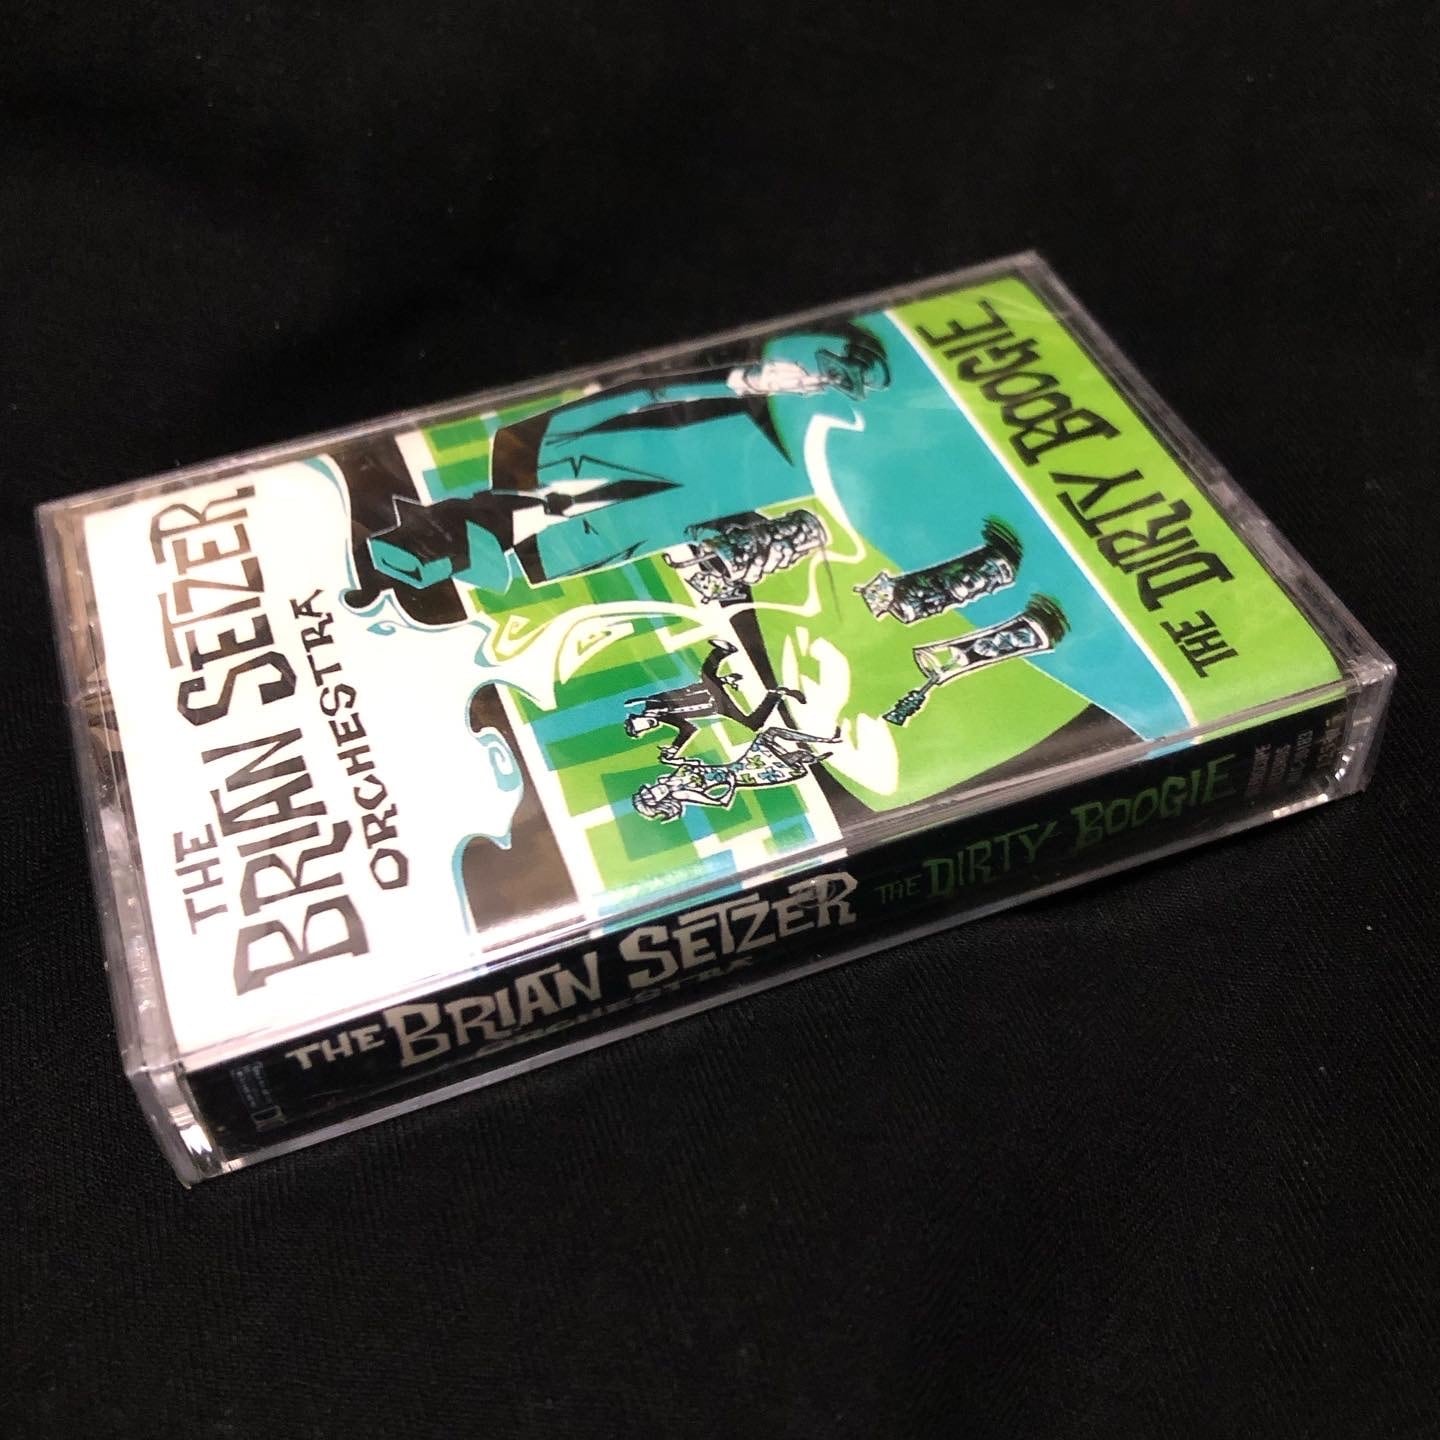 THE
BRIAN SETZER
ORCHESTRA
THE DIRTY BOOGIE
THE BRIAN SETZER
ORCHESTRA
THE DIRTY BOOGIE